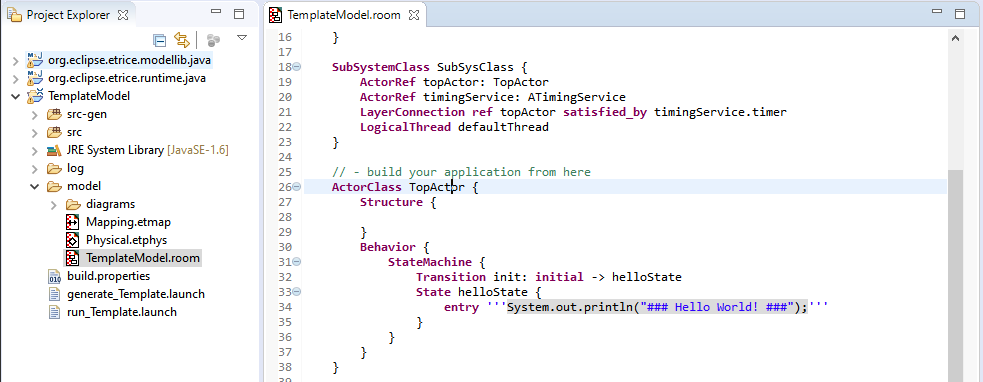 Project Explorer
org.eclipse.etrice.modellib.java
org.eclipse.etrice.runtime.java
TemplateModel
src-gen
src
JRE System Library [JavaSE-1.6]
log
model
diagrams
Mapping.etmap
Physical.etphys
TemplateModel.room
build.properties
generate_Template.launch
run_Template.launch
TemplateModel.room
16 }
17
18 SubSystemClass SubSysClass {
19 ActorRef topActor: TopActor
20 ActorRef timingService: ATimingService
21 LayerConnection ref topActor satisfied_by timingService.timer
22 LogicalThread defaultThread
23 }
24
25 // - build your application from here
26 ActorClass TopActor {
27 Structure {
28
29 }
30 Behavior {
31 StateMachine {
32 Transition init: initial -> helloState
33 State helloState {
34 entry '''System.out.println("### Hello World! ###");'''
35 }
36 }
37 }
38 }